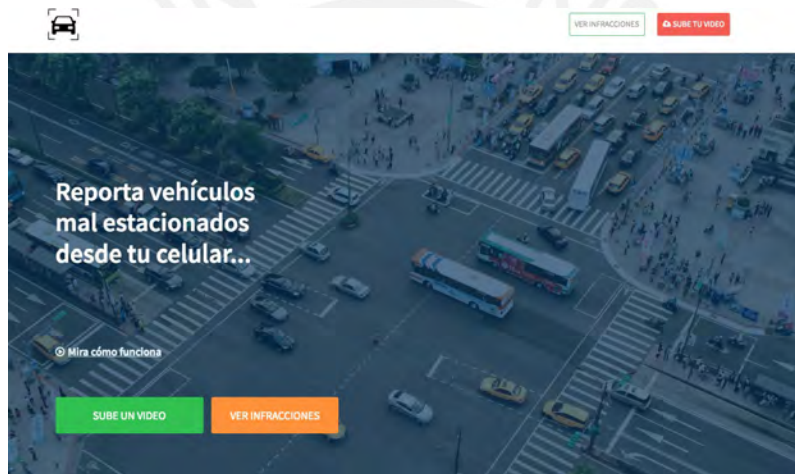 VER INFRACCIONES
SUBE TU VIDEO
Reporta vehículos
mal estacionados
desde tu celular...
Mira cómo funciona
SUBE UN VIDEO
VER INFRACCIONES